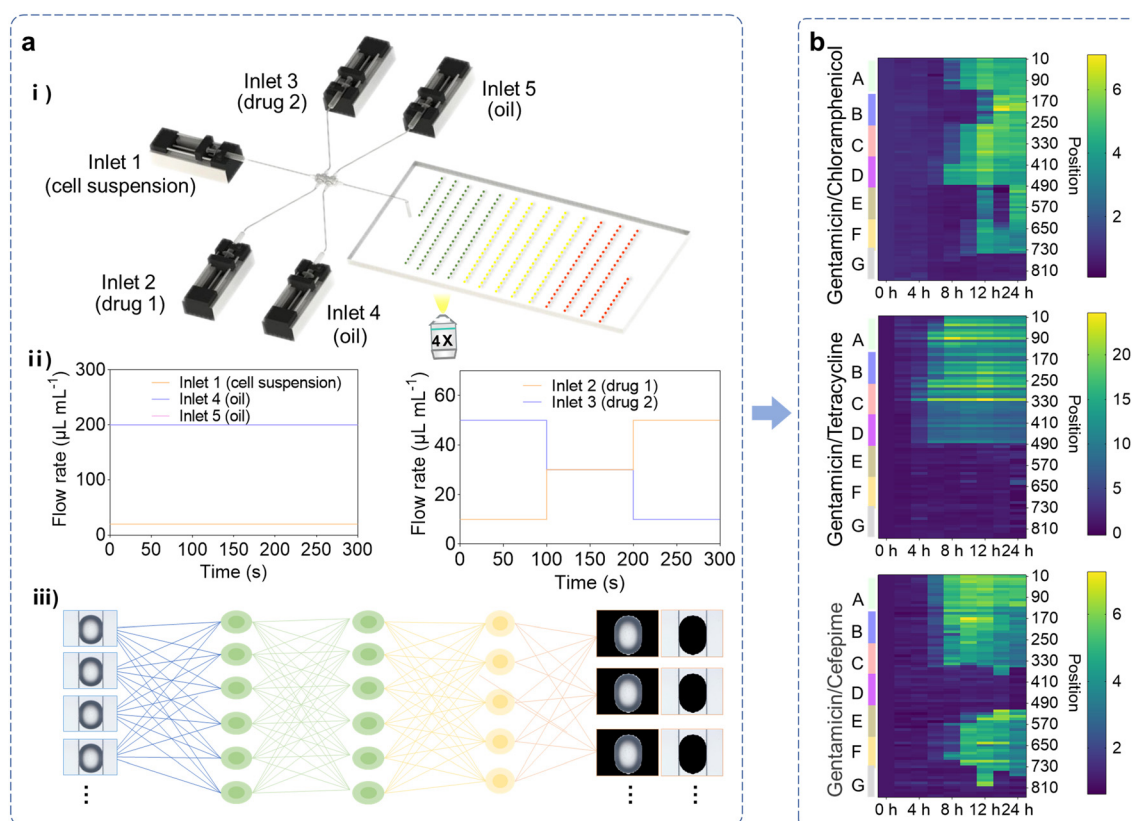 a
i )
Inlet 3
(drug 2)
Inlet 5
(oil)
Inlet 1
(cell suspension)
Inlet 2
(drug 1)
Inlet 4
(oil)
4X
ii)
Flow rate (µL mL⁻¹)
300
200
100
0
Inlet 1 (cell suspension)
Inlet 4 (oil)
Inlet 5 (oil)
0 50 100 150 200 250 300
Time (s)
Flow rate (µL mL⁻¹)
60
40
20
0
Inlet 2 (drug 1)
Inlet 3 (drug 2)
0 50 100 150 200 250 300
Time (s)
iii)
b
Gentamicin/Chloramphenicol
A
B
C
D
E
F
G
10
90
170
250
330
410
490
570
650
730
810
Position
0 h 4 h 8 h 12 h 24 h
6
4
2
Gentamicin/Tetracycline
A
B
C
D
E
F
G
10
90
170
250
330
410
490
570
650
730
810
Position
0 h 4 h 8 h 12 h 24 h
20
15
10
5
0
Gentamicin/Cefepime
A
B
C
D
E
F
G
10
90
170
250
330
410
490
570
650
730
810
Position
0 h 4 h 8 h 12 h 24 h
6
4
2